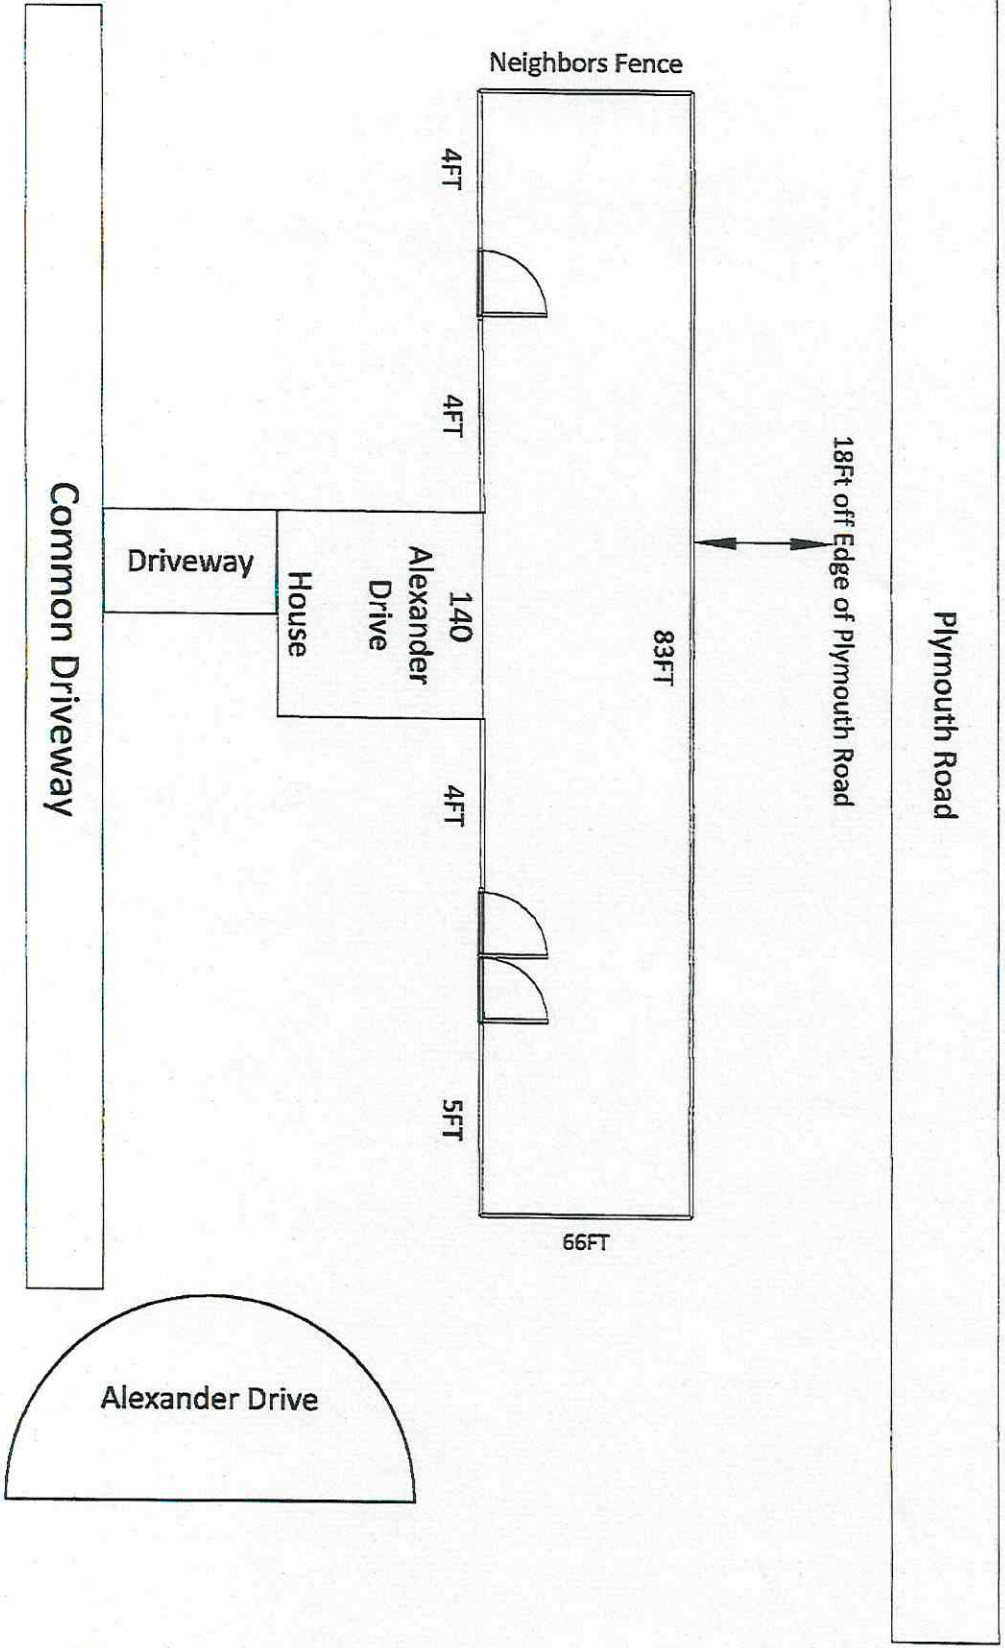 Neighbors Fence
4FT
4FT
Driveway
House
140
Alexander
Drive
4FT
5FT
83FT
66FT
18Ft off Edge of Plymouth Road
Plymouth Road
Common Driveway
Alexander Drive